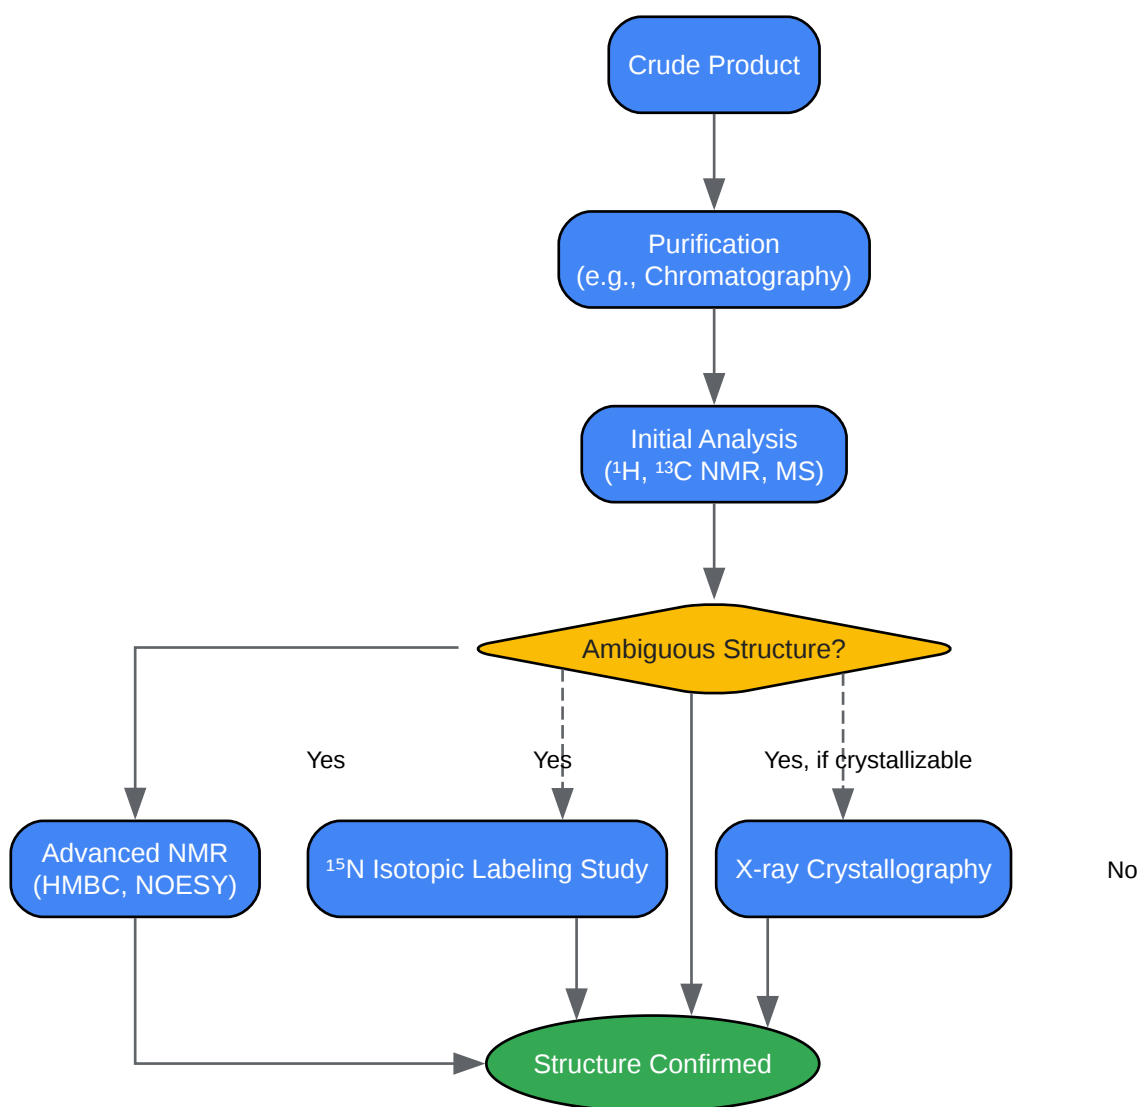 Crude Product
Purification
(e.g., Chromatography)
Initial Analysis
(¹H, ¹³C NMR, MS)
Ambiguous Structure?
Yes
Yes
Yes, if crystallizable
Advanced NMR
(HMBC, NOESY)
¹⁵N Isotopic Labeling Study
X-ray Crystallography
No
Structure Confirmed